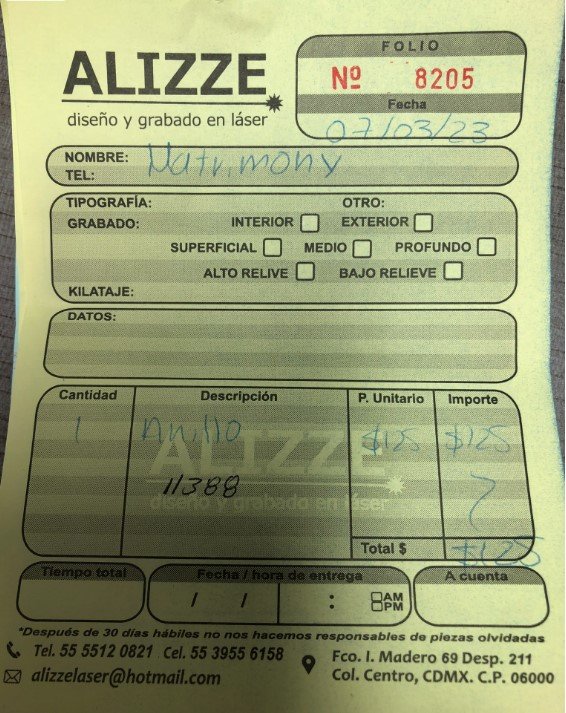 ALIZZE
diseño y grabado en láser
FOLIO
Nº 8205
Fecha
07/03/23
NOMBRE: Matrimony
TEL:
TIPOGRAFÍA: OTRO:
GRABADO: INTERIOR EXTERIOR
SUPERFICIAL MEDIO PROFUNDO
ALTO RELIVE BAJO RELIEVE
KILATAJE:
DATOS:
Cantidad Descripción P. Unitario Importe
1 Anillo $125 $125
ALIZZE
11388
diseño y grabado en láser
Total $ $125
Tiempo total Fecha / hora de entrega A cuenta
/ / : AM
PM
*Después de 30 días hábiles no nos hacemos responsables de piezas olvidadas
Tel. 55 5512 0821 Cel. 55 3955 6158
alizzelaser@hotmail.com
Fco. I. Madero 69 Desp. 211
Col. Centro, CDMX. C.P. 06000